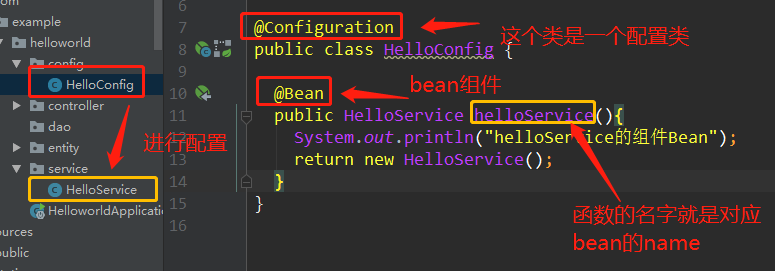 om
example
helloworld
config
HelloConfig
controller
dao
entity
service
HelloService
HelloworldApplicatio
ources
public
进行配置
7 @Configuration
8 public class HelloConfig {
9
10 @Bean
11 public HelloService helloService(){
12 System.out.println("helloService的组件Bean");
13 return new HelloService();
14 }
15 }
16
这个类是一个配置类
bean组件
函数的名字就是对应
bean的name